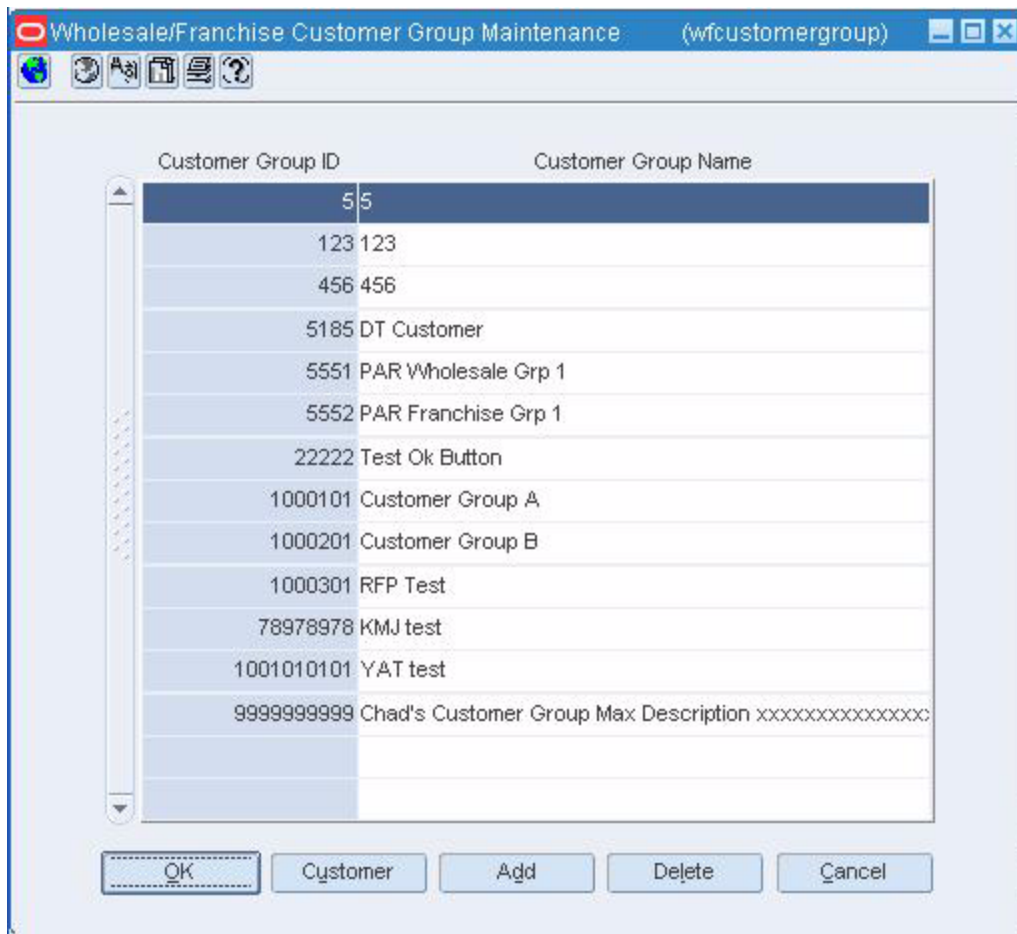 Wholesale/Franchise Customer Group Maintenance (wfcustomergroup)
Customer Group ID Customer Group Name
5 5
123 123
456 456
5185 DT Customer
5551 PAR Wholesale Grp 1
5552 PAR Franchise Grp 1
22222 Test Ok Button
1000101 Customer Group A
1000201 Customer Group B
1000301 RFP Test
78978978 KMJ test
1001010101 YAT test
9999999999 Chad's Customer Group Max Description xxxxxxxxxxxxxxx
OK Customer Add Delete Cancel